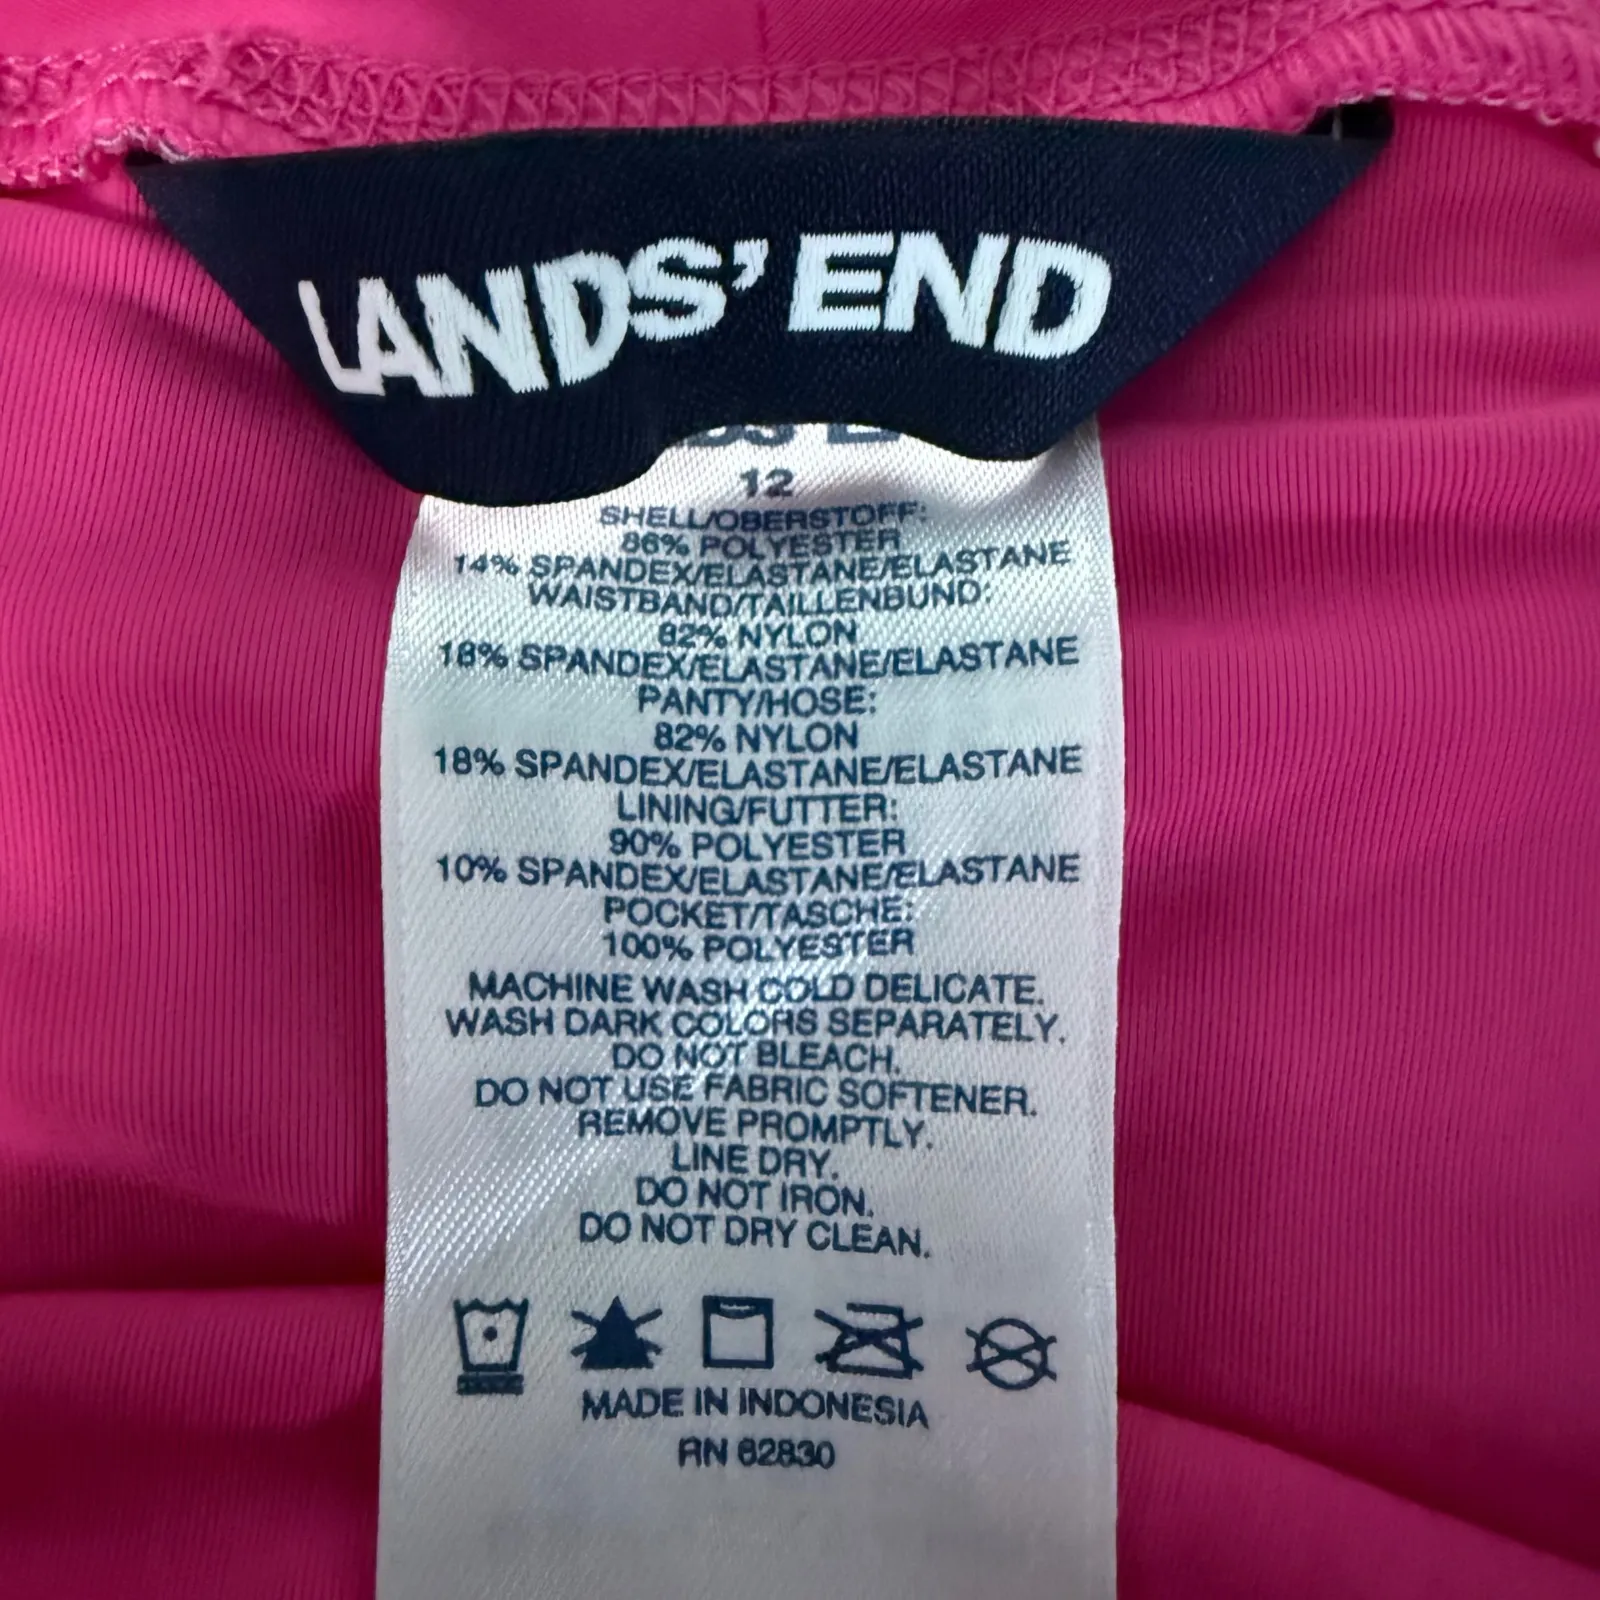 LANDS' END
12
SHELL/OBERSTOFF:
86% POLYESTER
14% SPANDEX/ELASTANE/ELASTANE
WAISTBAND/TAILLENBUND:
82% NYLON
18% SPANDEX/ELASTANE/ELASTANE
PANTY/HOSE:
82% NYLON
18% SPANDEX/ELASTANE/ELASTANE
LINING/FUTTER:
90% POLYESTER
10% SPANDEX/ELASTANE/ELASTANE
POCKET/TASCHE:
100% POLYESTER
MACHINE WASH COLD DELICATE.
WASH DARK COLORS SEPARATELY.
DO NOT BLEACH.
DO NOT USE FABRIC SOFTENER.
REMOVE PROMPTLY.
LINE DRY.
DO NOT IRON.
DO NOT DRY CLEAN.
MADE IN INDONESIA
RN 62830